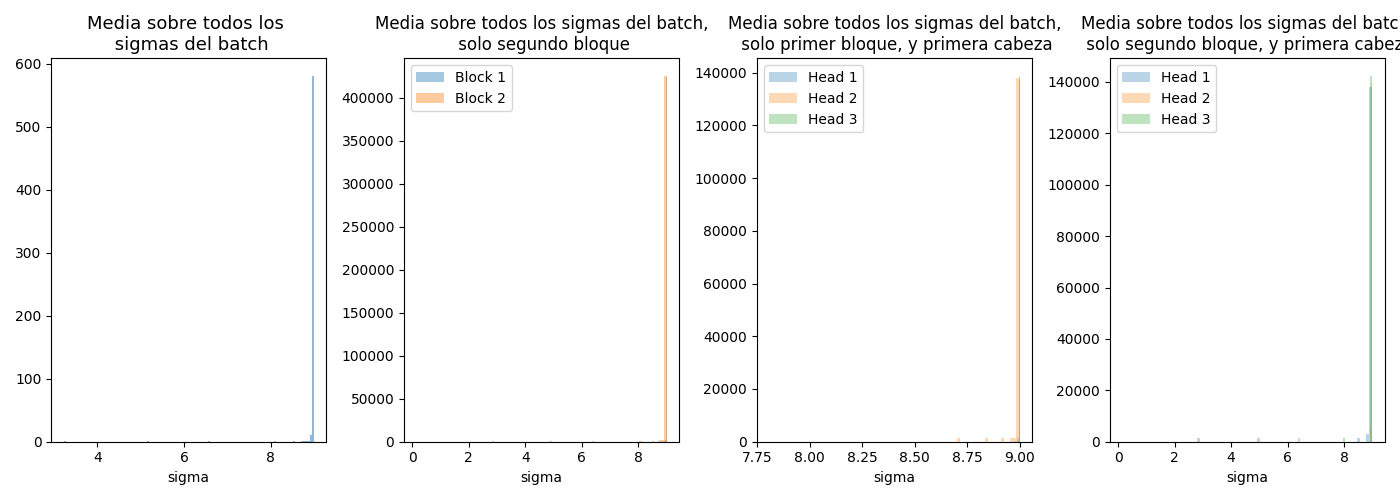 Media sobre todos los
sigmas del batch
600
500
400
300
200
100
0
4
6
8
sigma
Media sobre todos los sigmas del batch,
solo segundo bloque
Block 1
Block 2
400000
350000
300000
250000
200000
150000
100000
50000
0
0
2
4
6
8
sigma
Media sobre todos los sigmas del batch,
solo primer bloque, y primera cabeza
Head 1
Head 2
Head 3
140000
120000
100000
80000
60000
40000
20000
0
7.75
8.00
8.25
8.50
8.75
9.00
sigma
Media sobre todos los sigmas del batc
solo segundo bloque, y primera cabez
Head 1
Head 2
Head 3
140000
120000
100000
80000
60000
40000
20000
0
0
2
4
6
8
sigma